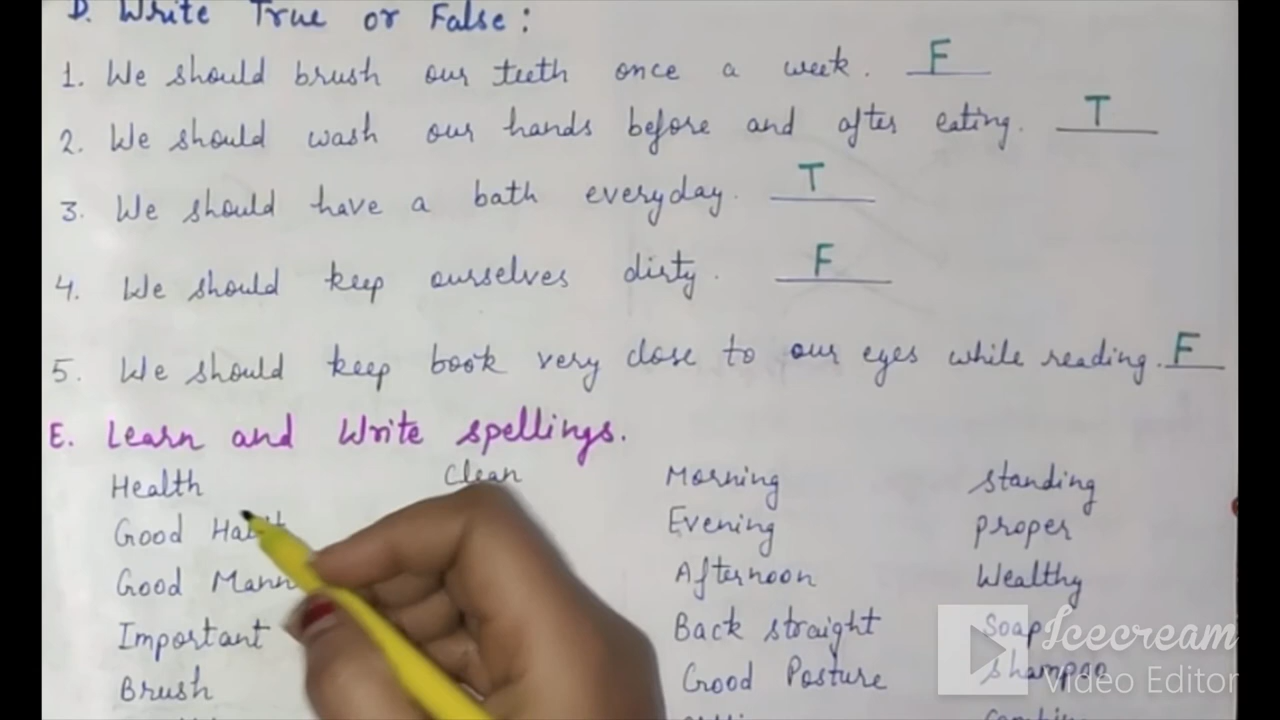 D. Write True or False:
1. We should brush our teeth once a week. F
2. We should wash our hands before and after eating. T
3. We should have a bath everyday. T
4. We should keep ourselves dirty. F
5. We should keep book very close to our eyes while reading. F
E. Learn and Write spellings.
Health Clean Morning standing
Good Evening proper
Good Afternoon Wealthy
Important Back straight Soap
Brush Good Posture shampoo
Icecream
Video Editor